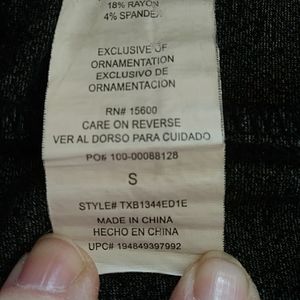 18% RAYON
4% SPANDEX
EXCLUSIVE OF
ORNAMENTATION
EXCLUSIVO DE
ORNAMENTACION
RN# 15600
CARE ON REVERSE
VER AL DORSO PARA CUIDADO
PO# 100-00088128
S
STYLE# TXB1344ED1E
MADE IN CHINA
HECHO EN CHINA
UPC# 194849397992